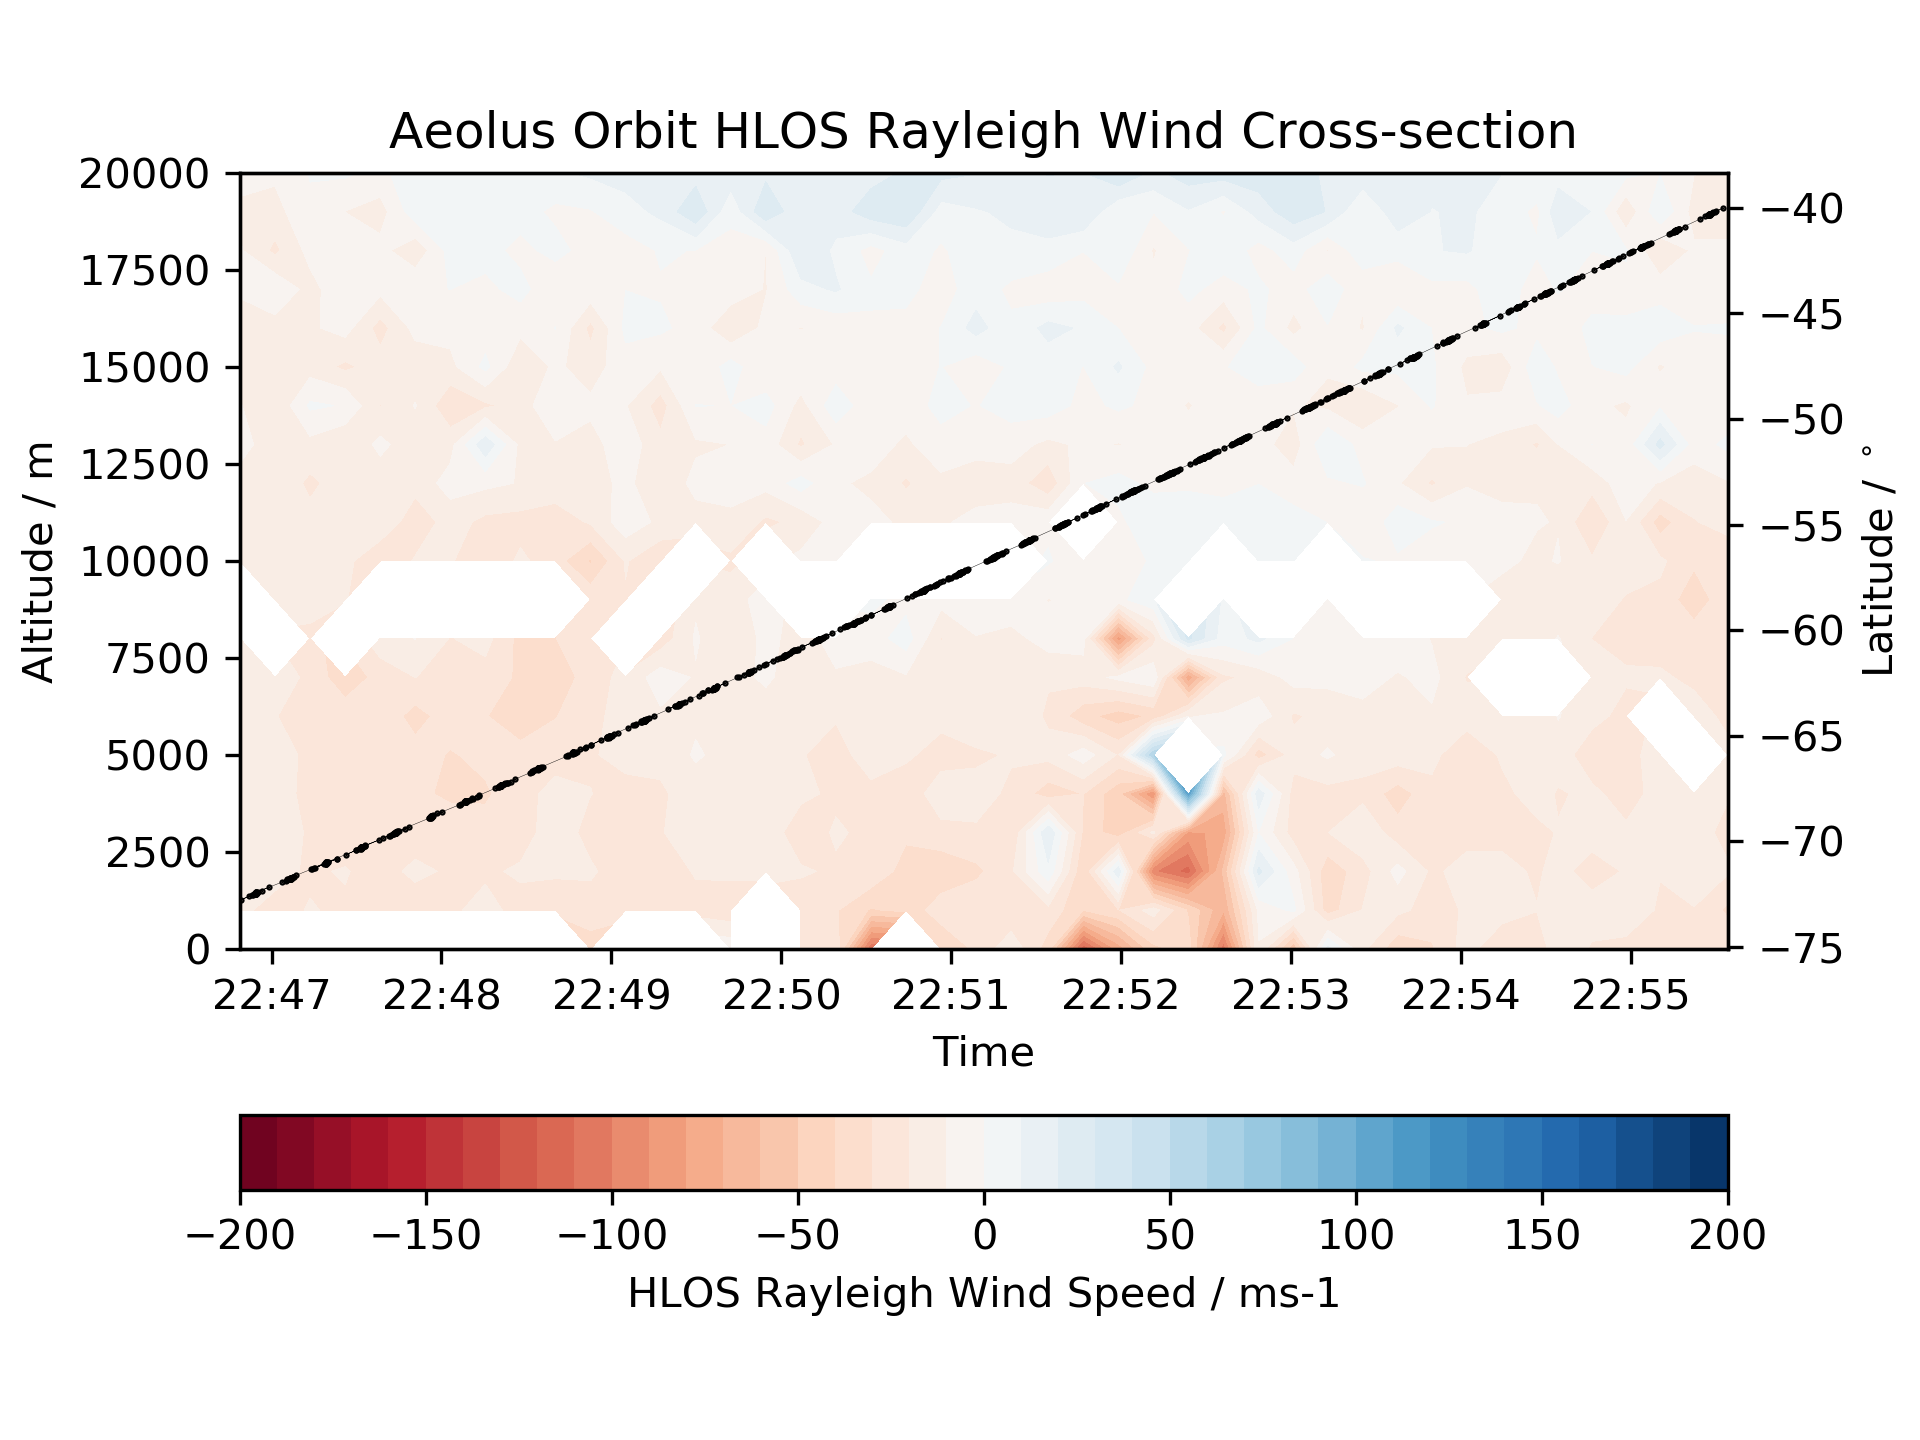 Aeolus Orbit HLOS Rayleigh Wind Cross-section
20000
17500
15000
12500
10000
7500
5000
2500
0
Altitude / m
−40
−45
−50
−55
−60
−65
−70
−75
Latitude / °
22:47 22:48 22:49 22:50 22:51 22:52 22:53 22:54 22:55
Time
−200 −150 −100 −50 0 50 100 150 200
HLOS Rayleigh Wind Speed / ms-1